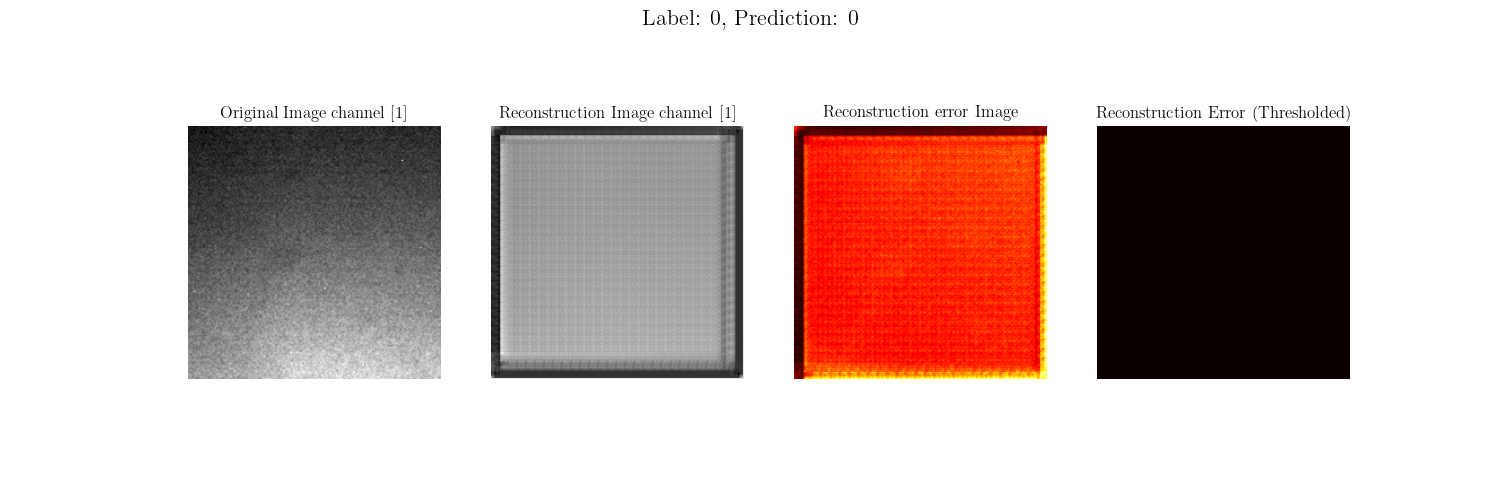 Label: 0, Prediction: 0
Original Image channel [1]
Reconstruction Image channel [1]
Reconstruction error Image
Reconstruction Error (Thresholded)